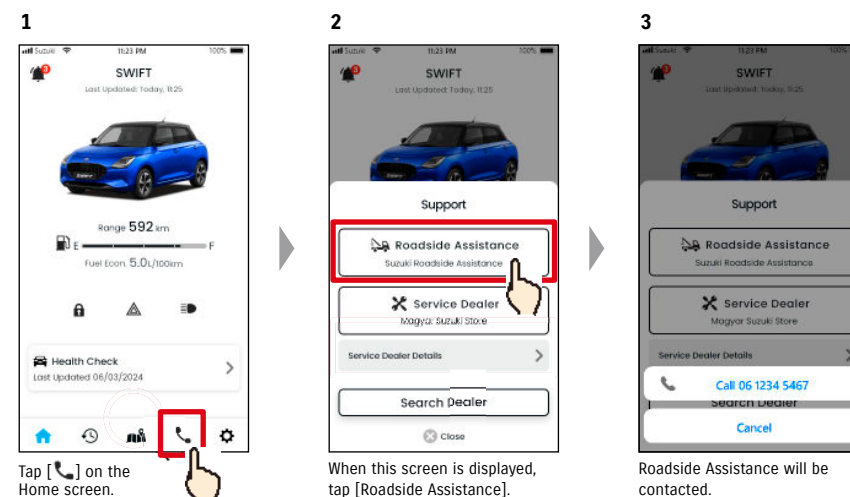 1
Suzuki 11:23 PM 100%
3
SWIFT
Last Updated: Today, 11:25
Range 592 km
E F
Fuel Econ. 5.0L/100km
Health Check
Last Updated 06/03/2024
Tap [ ] on the
Home screen.
2
Suzuki 11:23 PM 100%
3
SWIFT
Last Updated: Today, 11:25
Support
Roadside Assistance
Suzuki Roadside Assistance
Service Dealer
Magyar Suzuki Store
Service Dealer Details
Search Dealer
Close
When this screen is displayed,
tap [Roadside Assistance].
3
Suzuki 11:23 PM 100%
3
SWIFT
Last Updated: Today, 11:25
Support
Roadside Assistance
Suzuki Roadside Assistance
Service Dealer
Magyar Suzuki Store
Service Dealer Details
Call 06 1234 5467
Search Dealer
Cancel
Roadside Assistance will be
contacted.